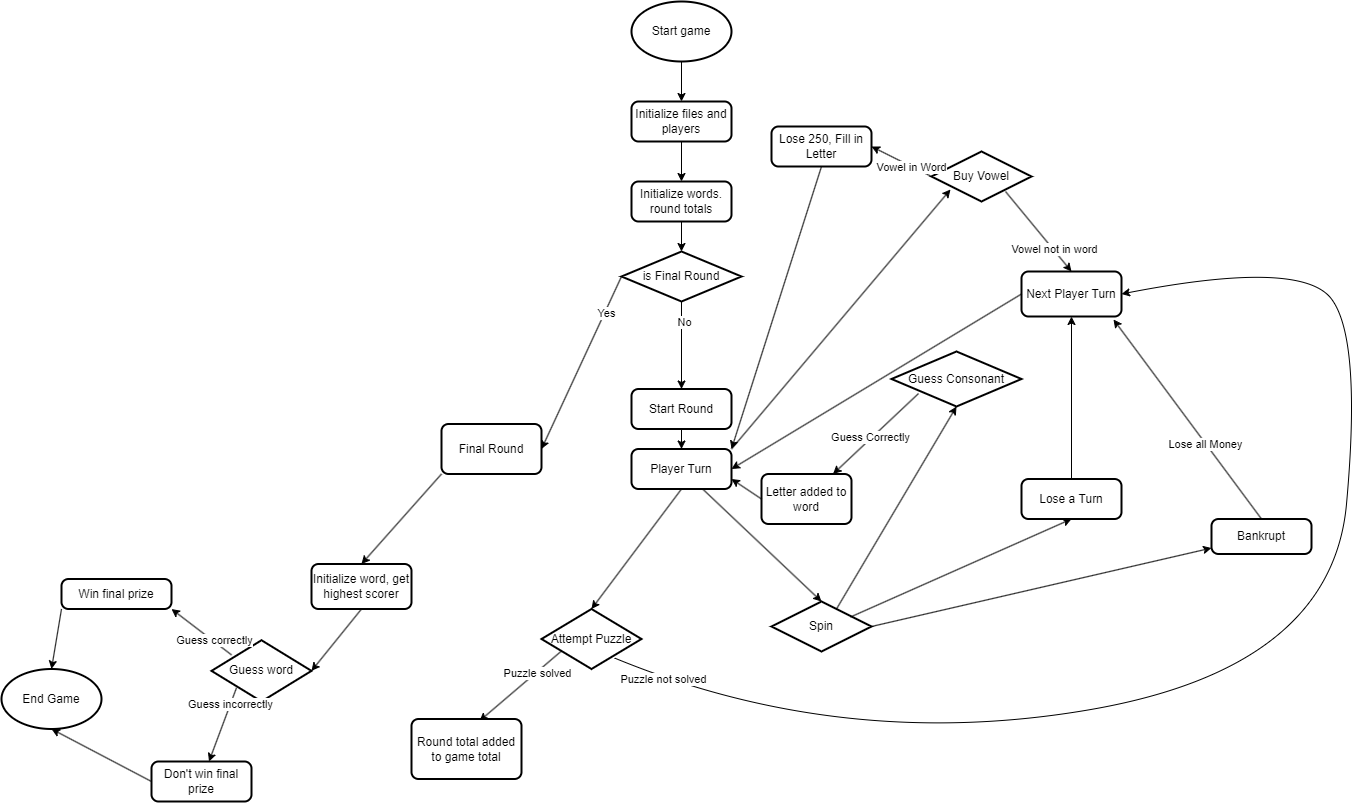 Start game
Initialize files and
players
Initialize words.
round totals
is Final Round
Yes
No
Lose 250, Fill in
Letter
Vowel in Word
Buy Vowel
Vowel not in word
Next Player Turn
Start Round
Player Turn
Guess Consonant
Guess Correctly
Letter added to
word
Lose a Turn
Lose all Money
Bankrupt
Final Round
Initialize word, get
highest scorer
Win final prize
Guess correctly
Guess word
Guess incorrectly
End Game
Don't win final
prize
Attempt Puzzle
Spin
Puzzle solved
Puzzle not solved
Round total added
to game total